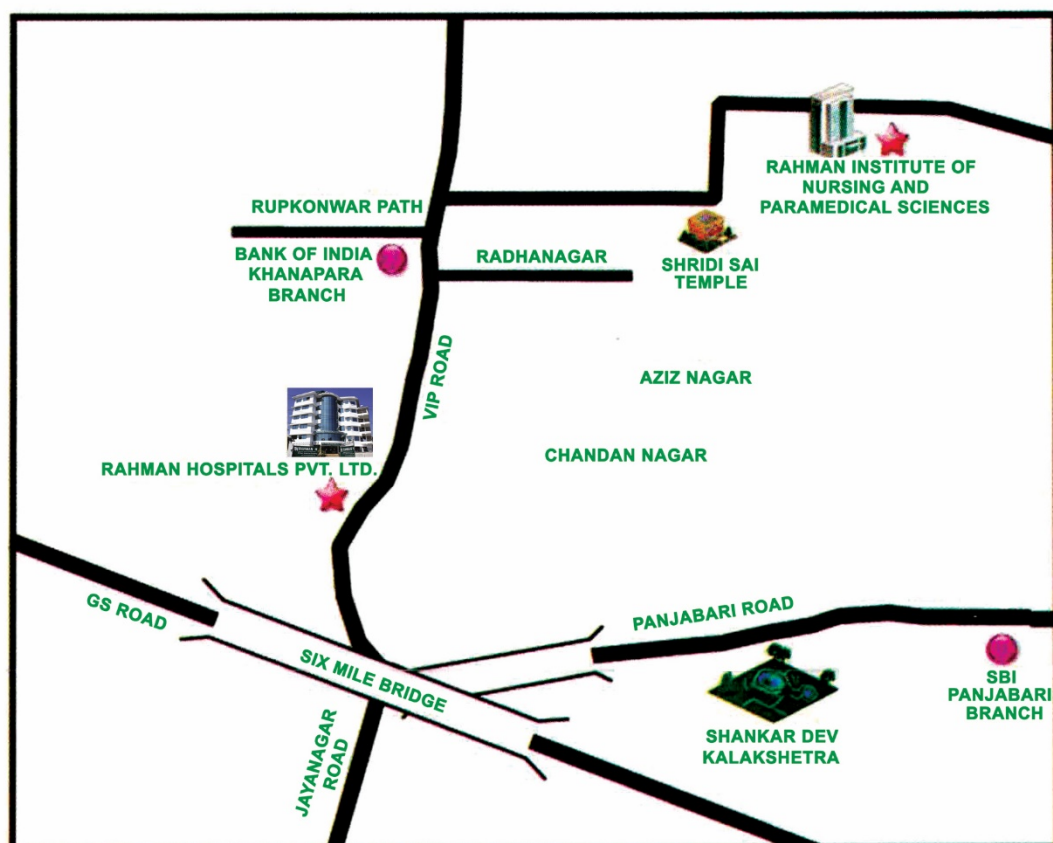 RAHMAN INSTITUTE OF
NURSING AND
PARAMEDICAL SCIENCES
RUPKONWAR PATH
BANK OF INDIA
KHANAPARA
BRANCH
RADHANAGAR
SHRIDI SAI
TEMPLE
VIP ROAD
AZIZ NAGAR
CHANDAN NAGAR
RAHMAN HOSPITALS PVT. LTD.
GS ROAD
SIX MILE BRIDGE
PANJABARI ROAD
JAYANAGAR
ROAD
SHANKAR DEV
KALAKSHETRA
SBI
PANJABARI
BRANCH